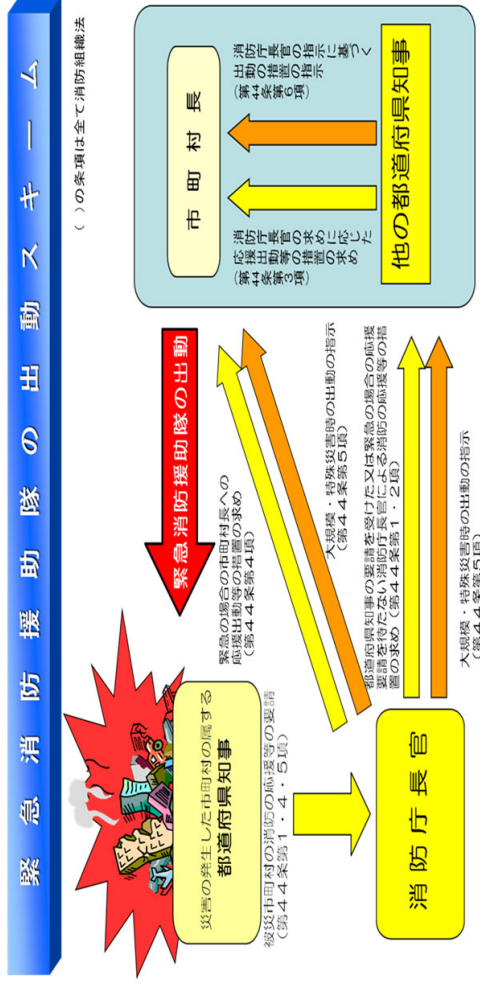 緊急消防援助隊の出動スキーム
（ ）の条項は全て消防組織法
災害の発生した市町村の属する
都道府県知事
被災市町村の消防の応援等の要請
（第４４条第１・４・５項）
消防庁長官
緊急消防援助隊の出動
緊急の場合の市町村長への
応援出動等の措置の求め
（第４４条第４項）
大規模・特殊災害時の出動の指示
（第４４条第５項）
都道府県知事の要請を受けた又は緊急の場合の応援
要請を待たない消防庁長官による消防の応援等の措
置の求め（第４４条第１・２項）
大規模・特殊災害時の出動の指示
（第４４条第５項）
市町村長
消防庁長官の求めに応じた
応援出動等の措置の求め
（第４４条第３項）
消防庁長官の指示に基づく
出動の措置の指示
（第４４条第６項）
他の都道府県知事